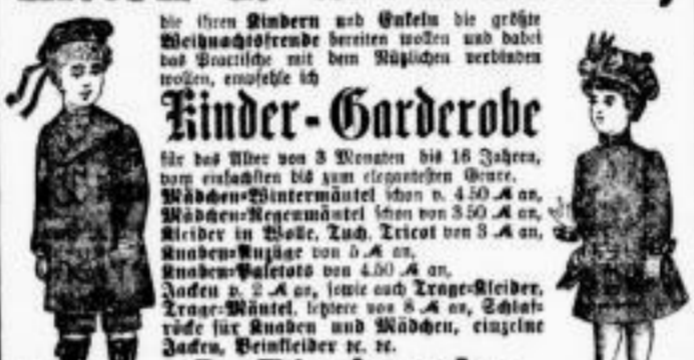 die ihren Kindern und Enkeln die größte
Weihnachtsfreude bereiten wollen und dabei
das Practische mit dem Nützlichen verbinden
wollen, empfehle ich
Kinder-Garderobe
für das Alter von 3 Monaten bis 16 Jahren,
vom einfachsten bis zum elegantesten Genre.
Mädchen-Wintermäntel schon v. 4.50 M an,
Mädchen-Regenmäntel schon von 3.50 M an,
Kleider in Wolle, Tuch, Tricot von 3 M an,
Knaben-Anzüge von 5 M an,
Knaben-Paletots von 4.50 M an,
Jacken v. 2 M an, sowie auch Trage-Kleider,
Trage-Mäntel, letztere von 8 M an, Schlaf-
röcke für Knaben und Mädchen, einzelne
Jacken, Beinkleider ꝛc. ꝛc.